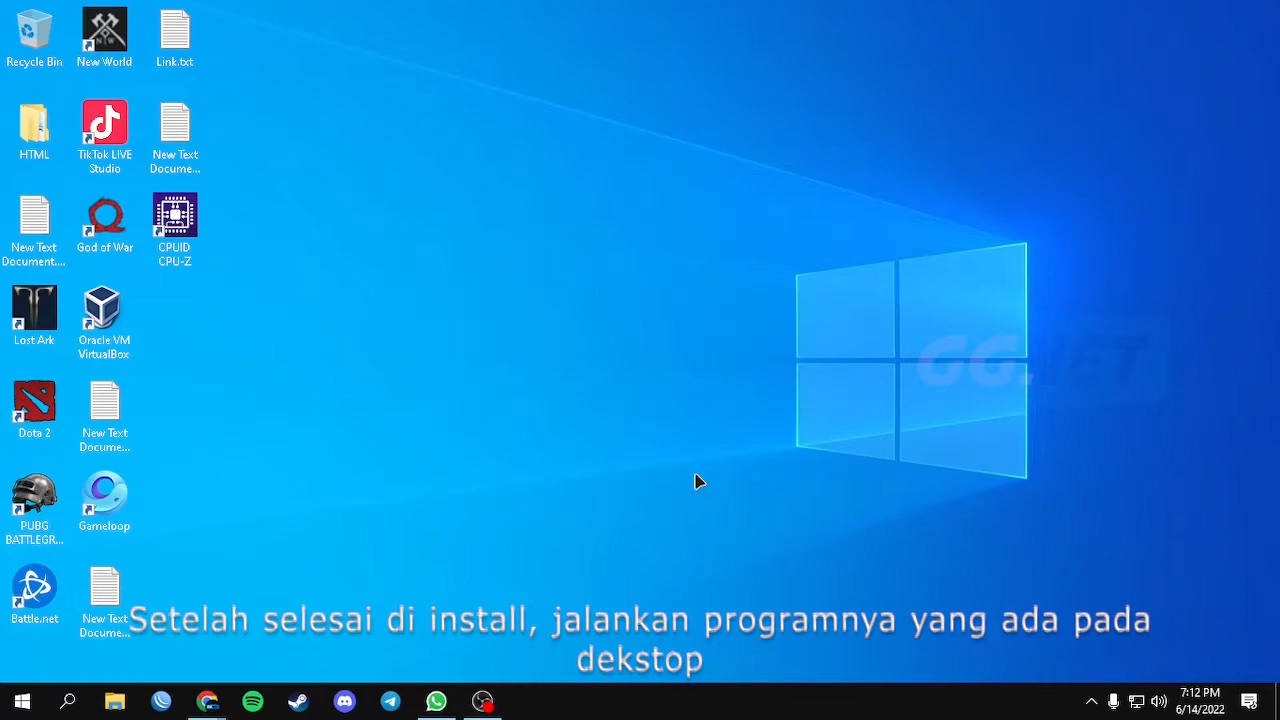 Recycle Bin
New World
Link.txt
HTML
TikTok LIVE
Studio
New Text
Docume...
New Text
Document....
God of War
CPUID
CPU-Z
Lost Ark
Oracle VM
VirtualBox
Dota 2
New Text
Docume...
PUBG
BATTLEGR...
Gameloop
Battle.net
New Text
Docume...
GG.NET
Setelah selesai di install, jalankan programnya yang ada pada
dekstop
7:12 PM
6/14/2022